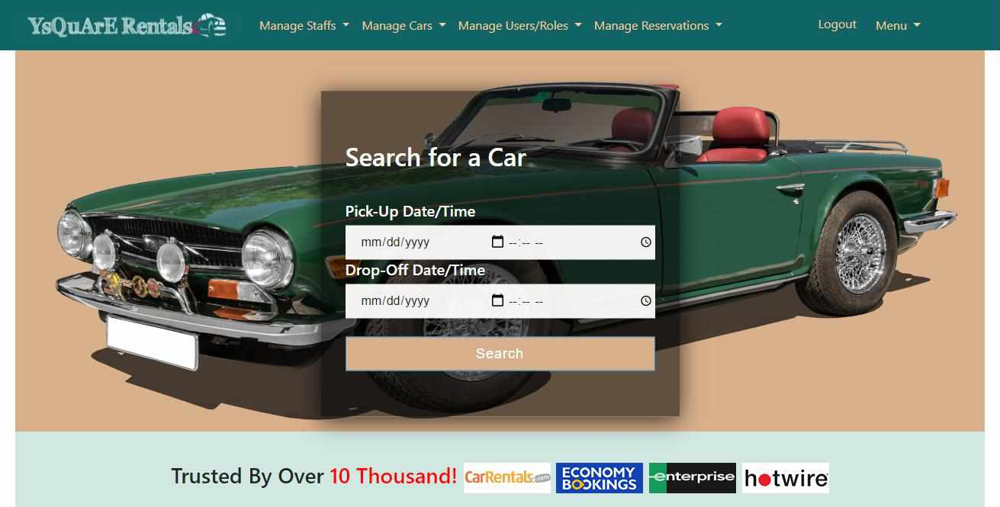 YsQuArE Rentals
Manage Staffs Manage Cars Manage Users/Roles Manage Reservations Logout Menu
Search for a Car
Pick-Up Date/Time
mm/dd/yyyy --:-- --
Drop-Off Date/Time
mm/dd/yyyy --:-- --
Search
Trusted By Over 10 Thousand! CarRentals.com ECONOMY BOOKINGS enterprise hotwire